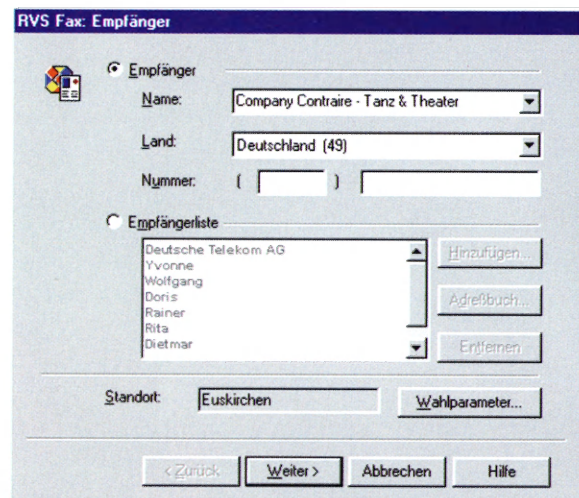 RVS Fax: Empfänger
Empfänger
Name: Company Contraire - Tanz & Theater
Land: Deutschland (49)
Nummer: ( )
Empfängerliste
Deutsche Telekom AG
Yvonne
Wolfgang
Doris
Rainer
Rita
Dietmar
Hinzufügen...
Adreßbuch...
Entfernen
Standort: Euskirchen Wahlparameter...
< Zurück Weiter > Abbrechen Hilfe